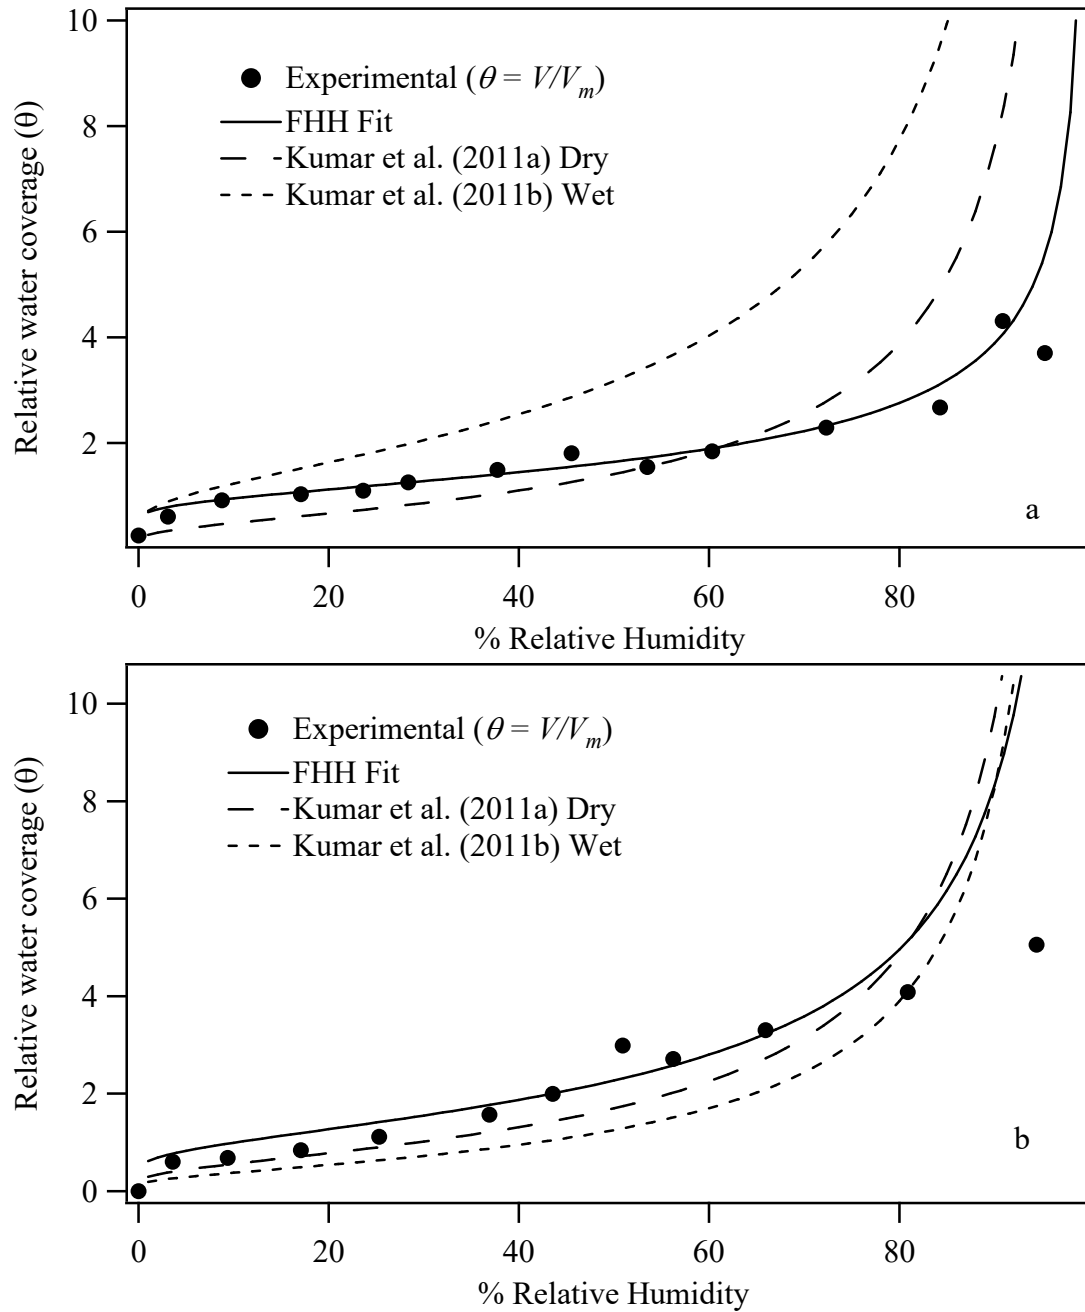 10
8
6
4
2
Relative water coverage (θ)
Experimental (θ = V/Vm)
FHH Fit
Kumar et al. (2011a) Dry
Kumar et al. (2011b) Wet
a
0 20 40 60 80
% Relative Humidity
10
8
6
4
2
0
Relative water coverage (θ)
Experimental (θ = V/Vm)
FHH Fit
Kumar et al. (2011a) Dry
Kumar et al. (2011b) Wet
b
0 20 40 60 80
% Relative Humidity